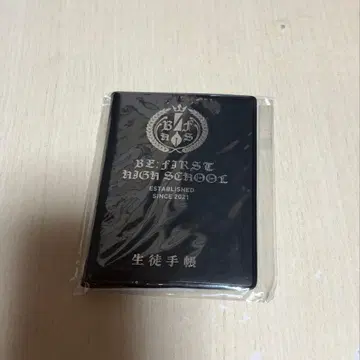 B F
H S
BE:FIRST
HIGH SCHOOL
ESTABLISHED
SINCE 2021
生徒手帳